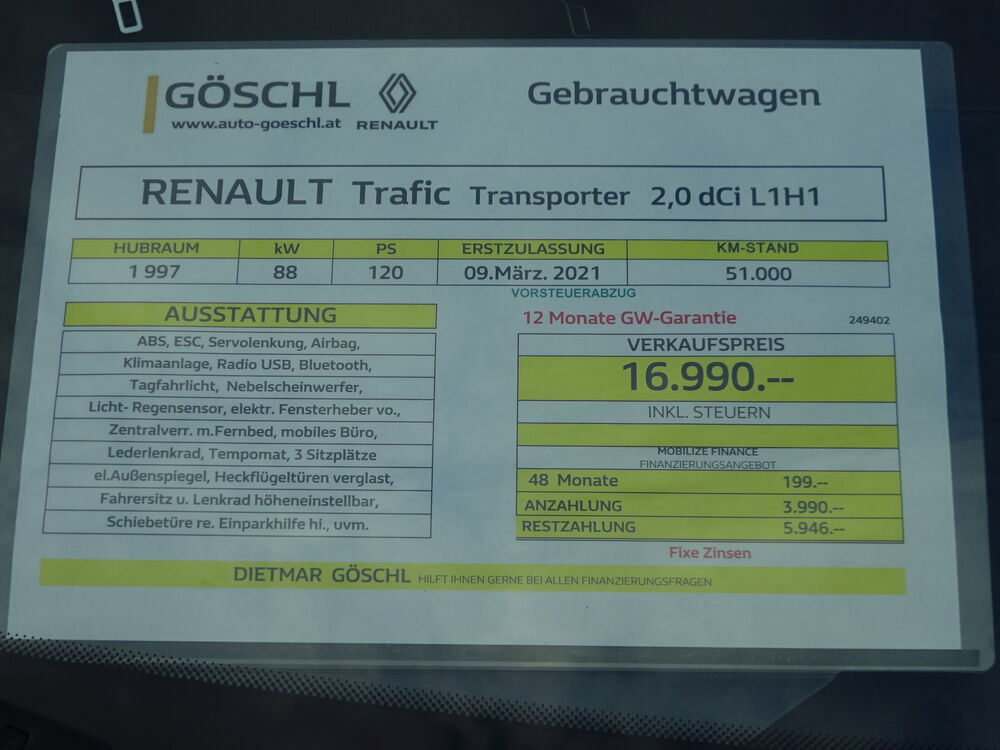 GÖSCHL
www.auto-goeschl.at RENAULT
Gebrauchtwagen
RENAULT Trafic Transporter 2,0 dCi L1H1
HUBRAUM kW PS ERSTZULASSUNG KM-STAND
1 997 88 120 09.März. 2021 51.000
VORSTEUERABZUG
AUSSTATTUNG
ABS, ESC, Servolenkung, Airbag,
Klimaanlage, Radio USB, Bluetooth,
Tagfahrlicht, Nebelscheinwerfer,
Licht- Regensensor, elektr. Fensterheber vo.,
Zentralverr. m.Fernbed, mobiles Büro,
Lederlenkrad, Tempomat, 3 Sitzplätze
el.Außenspiegel, Heckflügeltüren verglast,
Fahrersitz u. Lenkrad höheneinstellbar,
Schiebetüre re. Einparkhilfe hi., uvm.
12 Monate GW-Garantie 249402
VERKAUFSPREIS
16.990.--
INKL. STEUERN
MOBILIZE FINANCE
FINANZIERUNGSANGEBOT
48 Monate 199.--
ANZAHLUNG 3.990.--
RESTZAHLUNG 5.946.--
Fixe Zinsen
DIETMAR GÖSCHL HILFT IHNEN GERNE BEI ALLEN FINANZIERUNGSFRAGEN